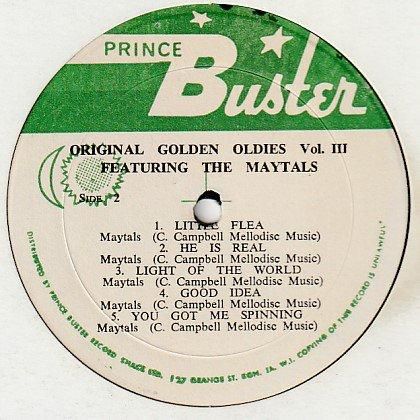 PRINCE
Buster
ORIGINAL GOLDEN OLDIES Vol. III
FEATURING THE MAYTALS
Side 2
1. LITTLE FLEA
Maytals (C. Campbell Mellodisc Music)
2. HE IS REAL
Maytals (C. Campbell Mellodisc Music)
3. LIGHT OF THE WORLD
Maytals (C. Campbell Mellodisc Music)
4. GOOD IDEA
Maytals (C. Campbell Mellodisc Music)
5. YOU GOT ME SPINNING
Maytals (C. Campbell Mellodisc Music)
DISTRIBUTED BY PRINCE BUSTER RECORD SHACK LTD. 127 ORANGE ST. KGN. JA. W.I. COPYING OF THIS RECORD IS UNLAWFUL"